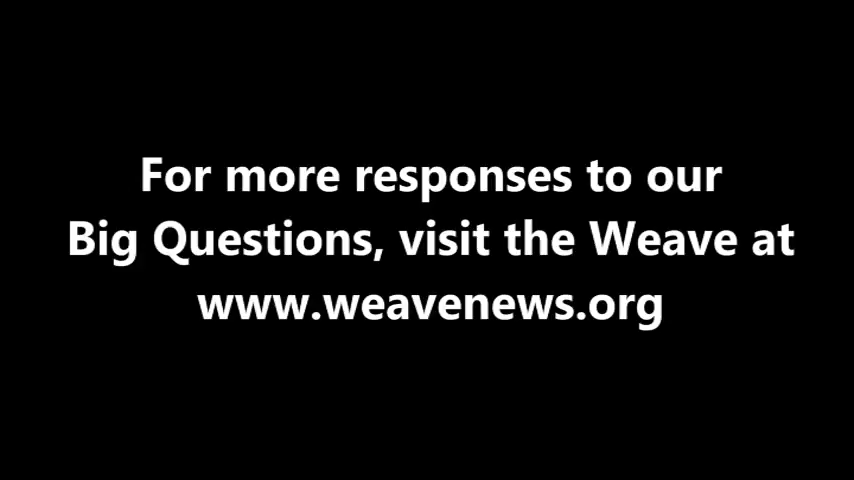 For more responses to our
Big Questions, visit the Weave at
www.weavenews.org